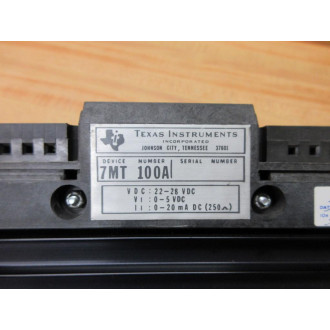 TEXAS INSTRUMENTS
INCORPORATED
JOHNSON CITY, TENNESSEE 37601
DEVICE NUMBER SERIAL NUMBER
7MT 100A
VDC: 22-28 VDC
VI: 0-5 VDC
II: 0-20 mA DC (250Ω)